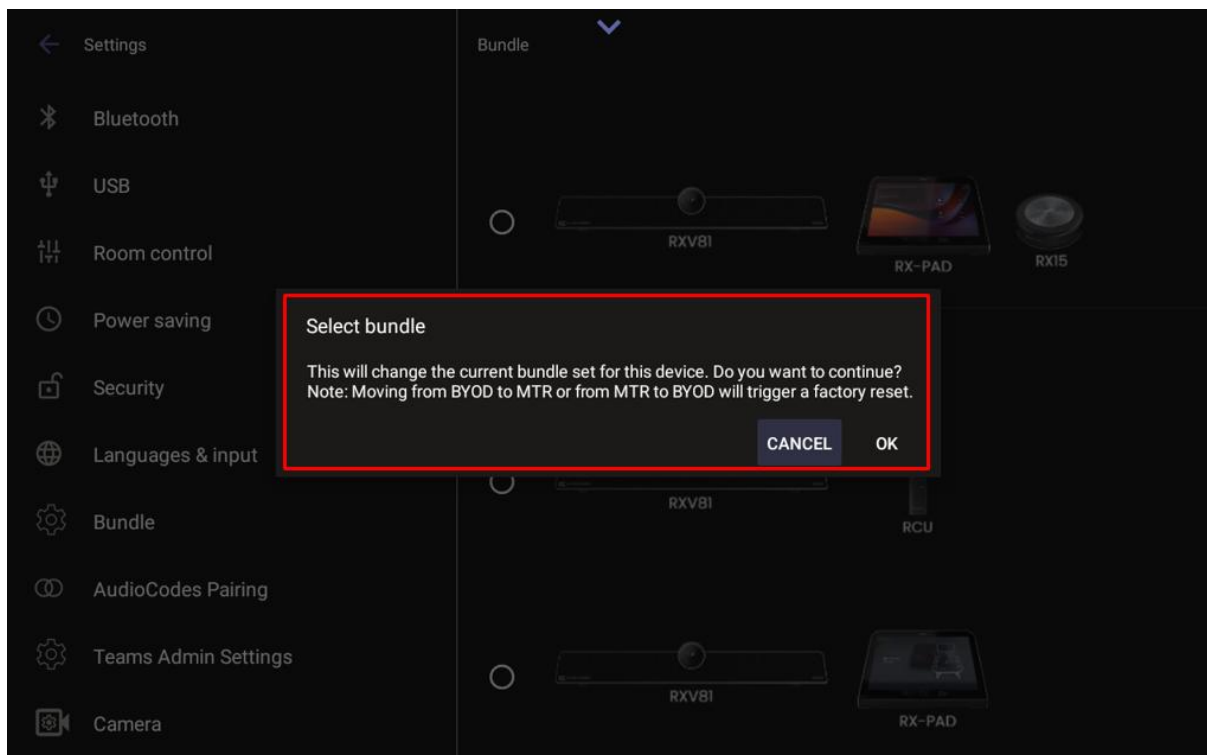 Settings
Bluetooth
USB
Room control
Power saving
Security
Languages & input
Bundle
AudioCodes Pairing
Teams Admin Settings
Camera
Bundle
RXV81
RX-PAD
RX15
Select bundle
This will change the current bundle set for this device. Do you want to continue?
Note: Moving from BYOD to MTR or from MTR to BYOD will trigger a factory reset.
CANCEL OK
RXV81
RCU
RXV81
RX-PAD